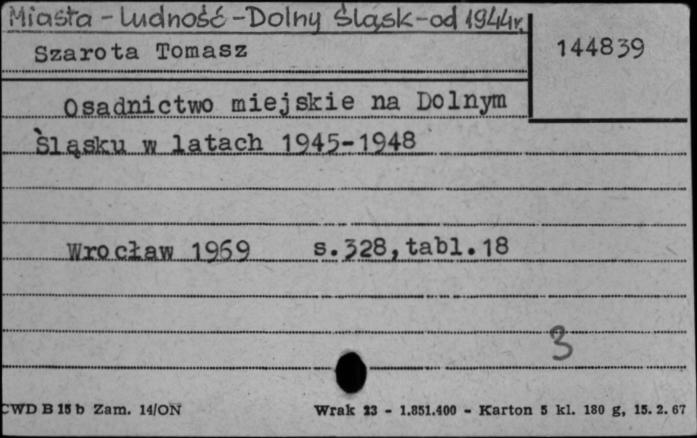 Miasta - Ludność - Dolny Śląsk - od 1944r.
Szarota Tomasz
144839
Osadnictwo miejskie na Dolnym
Śląsku w latach 1945-1948
Wrocław 1969 s.328,tabl.18
3
CWD B 15 b Zam. 14/ON Wrak 23 - 1.851.400 - Karton 5 kl. 180 g, 15. 2. 67